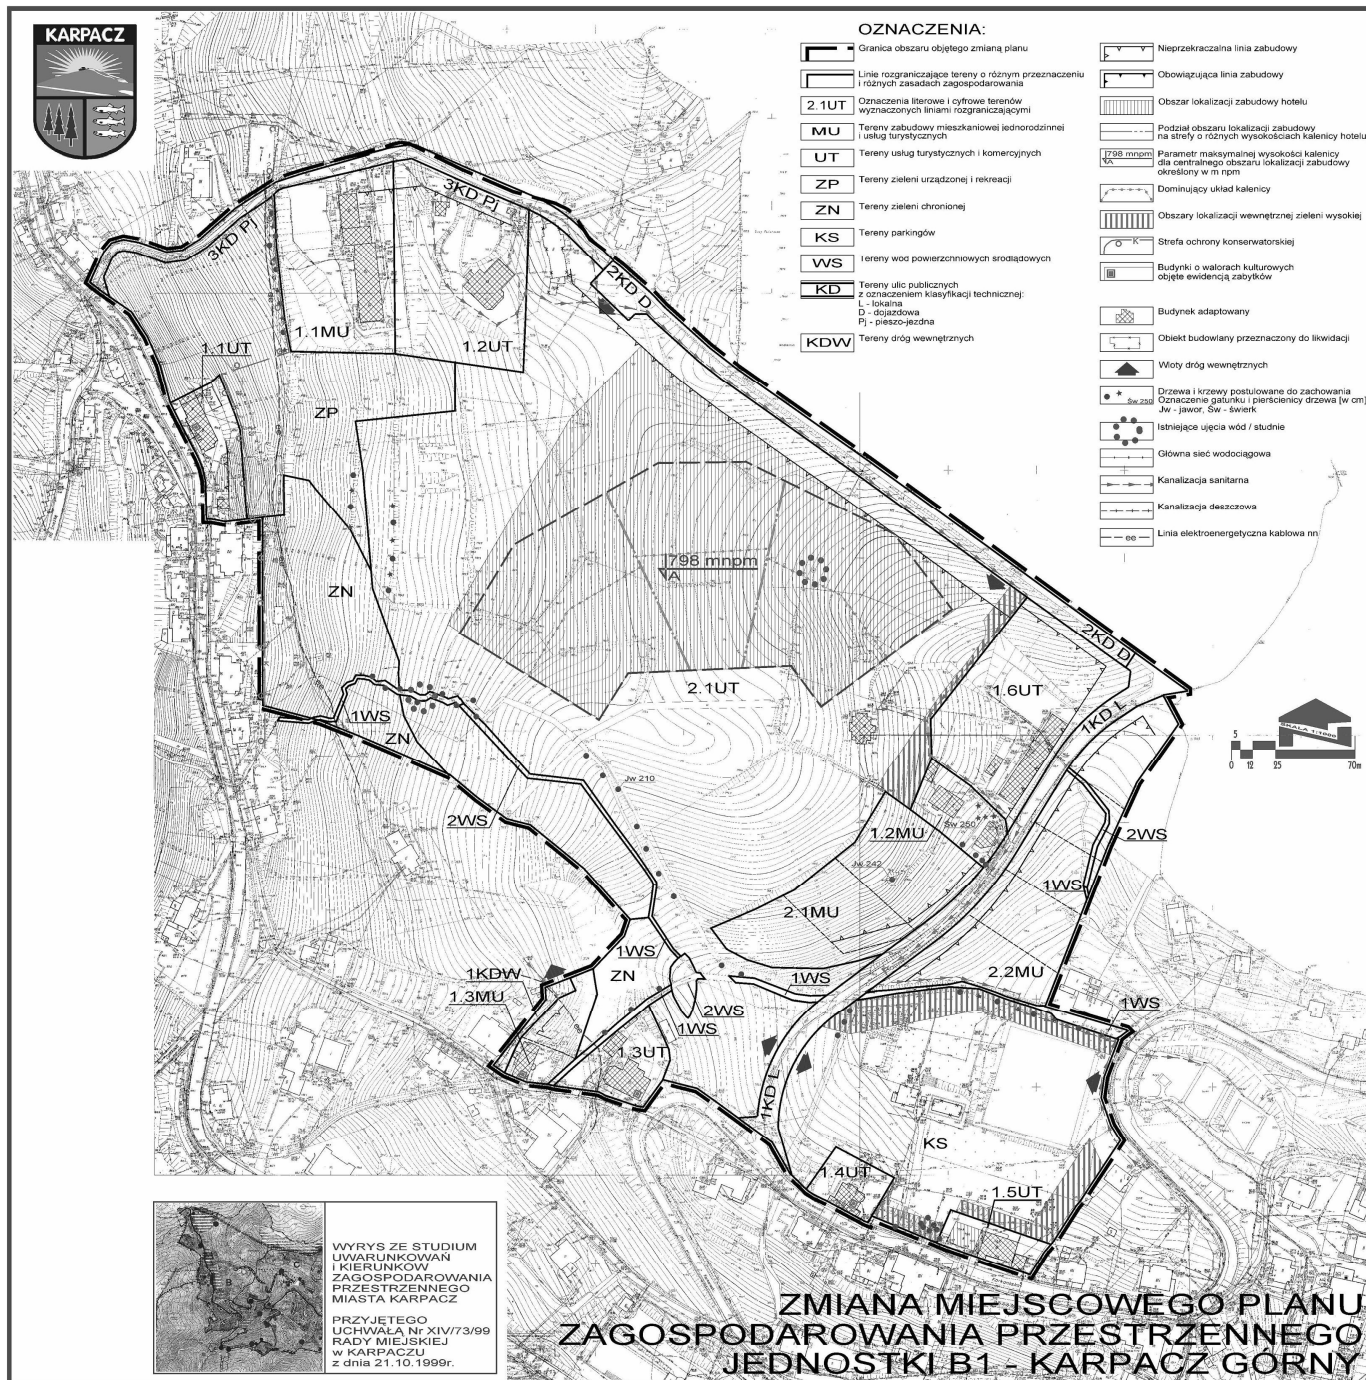 KARPACZ
OZNACZENIA:
Granica obszaru objętego zmianą planu
Linie rozgraniczające tereny o różnym przeznaczeniu
i różnych zasadach zagospodarowania
2.1UT
Oznaczenia literowe i cyfrowe terenów
wyznaczonych liniami rozgraniczającymi
MU
Tereny zabudowy mieszkaniowej jednorodzinnej
i usług turystycznych
UT
Tereny usług turystycznych i komercyjnych
ZP
Tereny zieleni urządzonej i rekreacji
ZN
Tereny zieleni chronionej
KS
Tereny parkingów
WS
Tereny wód powierzchniowych śródlądowych
KD
Tereny ulic publicznych
z oznaczeniem klasyfikacji technicznej:
L - lokalna
D - dojazdowa
Pj - pieszo-jezdna
KDW
Tereny dróg wewnętrznych
Nieprzekraczalna linia zabudowy
Obowiązująca linia zabudowy
Obszar lokalizacji zabudowy hotelu
Podział obszaru lokalizacji zabudowy
na strefy o różnych wysokościach kalenicy hotelu
798 mnpm
A
Parametr maksymalnej wysokości kalenicy
dla centralnego obszaru lokalizacji zabudowy
określony w m npm
Dominujący układ kalenicy
Obszary lokalizacji wewnętrznej zieleni wysokiej
K
Strefa ochrony konserwatorskiej
Budynki o walorach kulturowych
objęte ewidencją zabytków
Budynek adaptowany
Obiekt budowlany przeznaczony do likwidacji
Wloty dróg wewnętrznych
Św 250
Drzewa i krzewy postulowane do zachowania
Oznaczenie gatunku i pierścienicy drzewa [w cm]
Jw - jawor, Św - świerk
Istniejące ujęcia wód / studnie
Główna sieć wodociągowa
Kanalizacja sanitarna
Kanalizacja deszczowa
ee
Linia elektroenergetyczna kablowa nn
3KD Pj
3KD Pj
2KD D
1.1MU
1.2UT
1.1UT
ZP
ZN
798 mnpm
A
2KD D
2.1UT
1.6UT
1KD L
1WS
ZN
SKALA 1:1000
5
0 12 25 70m
Jw 210
2WS
Św 250
1.2MU
2WS
Jw 242
1WS
2.1MU
1WS
ZN
1KDW
1.3MU
1WS
2.2MU
2WS
1WS
1WS
ee
1.3UT
1KD L
KS
1.4UT
1.5UT
WYRYS ZE STUDIUM
UWARUNKOWAŃ
I KIERUNKÓW
ZAGOSPODAROWANIA
PRZESTRZENNEGO
MIASTA KARPACZ
PRZYJĘTEGO
UCHWAŁĄ Nr XIV/73/99
RADY MIEJSKIEJ
w KARPACZU
z dnia 21.10.1999r.
ZMIANA MIEJSCOWEGO PLANU
ZAGOSPODAROWANIA PRZESTRZENNEGO
JEDNOSTKI B1 - KARPACZ GÓRNY